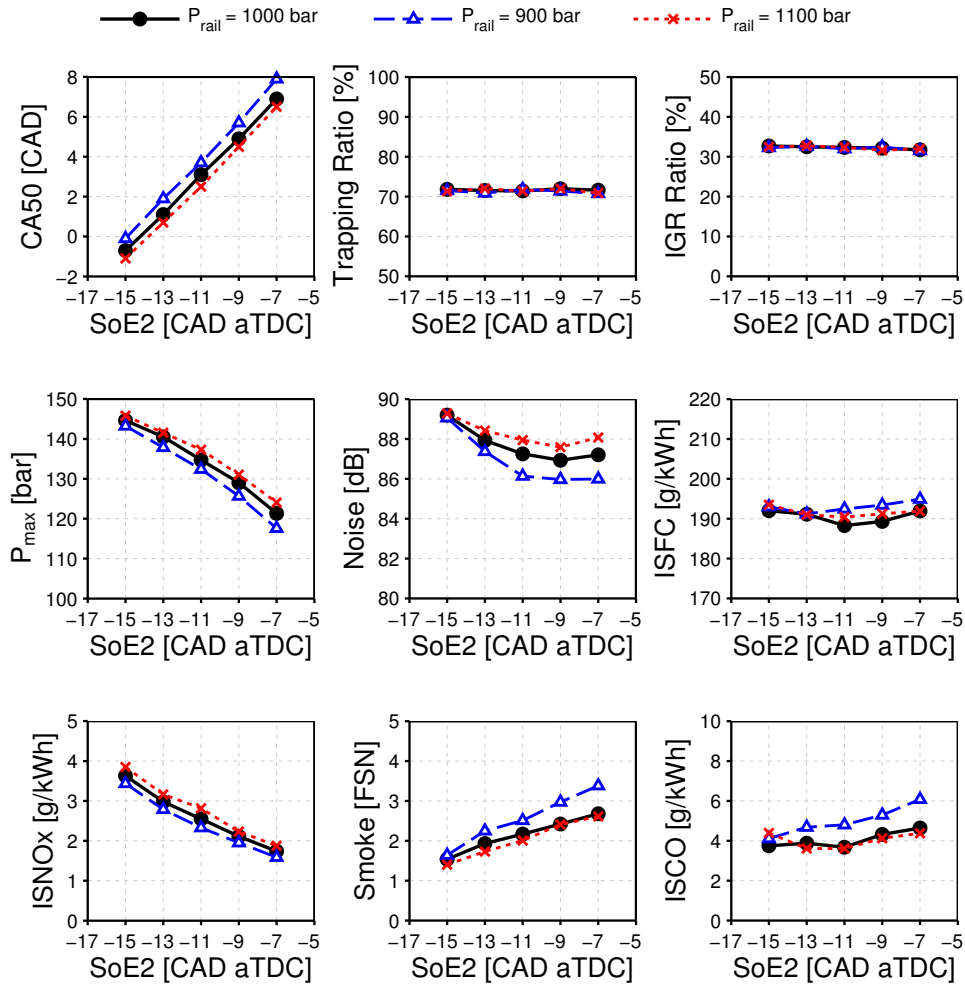 P_rail = 1000 bar P_rail = 900 bar P_rail = 1100 bar
CA50 [CAD]
8
6
4
2
0
−2
−17 −15 −13 −11 −9 −7 −5
SoE2 [CAD aTDC]
Trapping Ratio [%]
100
90
80
70
60
50
−17 −15 −13 −11 −9 −7 −5
SoE2 [CAD aTDC]
IGR Ratio [%]
50
40
30
20
10
0
−17 −15 −13 −11 −9 −7 −5
SoE2 [CAD aTDC]
P_max [bar]
150
140
130
120
110
100
−17 −15 −13 −11 −9 −7 −5
SoE2 [CAD aTDC]
Noise [dB]
90
88
86
84
82
80
−17 −15 −13 −11 −9 −7 −5
SoE2 [CAD aTDC]
ISFC [g/kWh]
220
210
200
190
180
170
−17 −15 −13 −11 −9 −7 −5
SoE2 [CAD aTDC]
ISNOx [g/kWh]
5
4
3
2
1
0
−17 −15 −13 −11 −9 −7 −5
SoE2 [CAD aTDC]
Smoke [FSN]
5
4
3
2
1
0
−17 −15 −13 −11 −9 −7 −5
SoE2 [CAD aTDC]
ISCO [g/kWh]
10
8
6
4
2
0
−17 −15 −13 −11 −9 −7 −5
SoE2 [CAD aTDC]